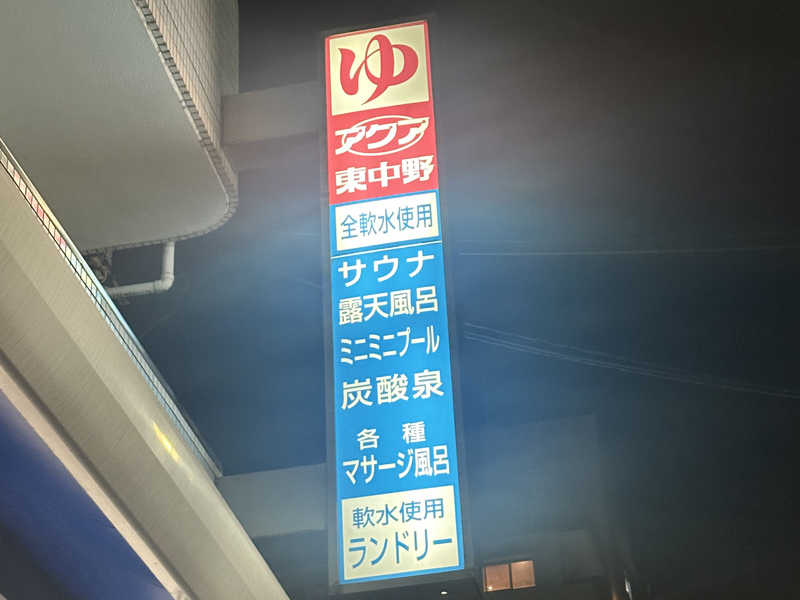 ゆ
アクア
東中野
全軟水使用
サウナ
露天風呂
ミニミニプール
炭酸泉
各種
マサージ風呂
軟水使用
ランドリー